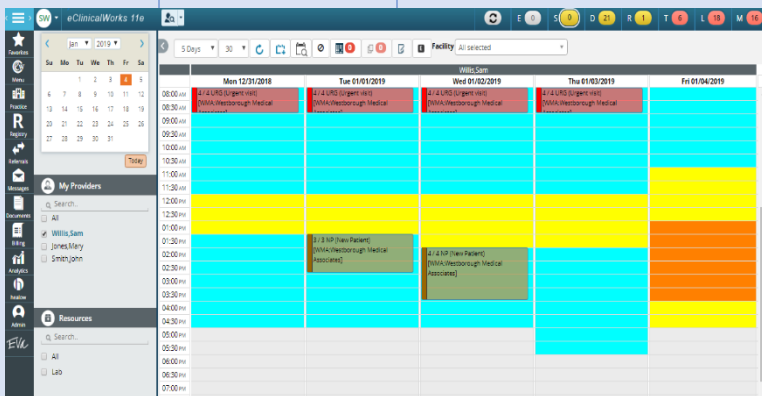 SW eClinicalWorks 11e E 0 S 0 D 21 R 1 T 6 L 18 M 16
Favorites
Menu
Practice
Registry
Referrals
Messages
Documents
Billing
Analytics
healow
Admin
EVA
Jan 2019
Su Mo Tu We Th Fr Sa
1 2 3 4 5
6 7 8 9 10 11 12
13 14 15 16 17 18 19
20 21 22 23 24 25 26
27 28 29 30 31
Today
My Providers
Search..
All
Willis,Sam
Jones,Mary
Smith,John
Resources
Search..
All
Lab
5 Days 30 0 0 Facility All selected
Willis,Sam
Mon 12/31/2018 Tue 01/01/2019 Wed 01/02/2019 Thu 01/03/2019 Fri 01/04/2019
08:00 AM 4 / 4 URG (Urgent visit) 4 / 4 URG (Urgent visit) 4 / 4 URG (Urgent visit) 4 / 4 URG (Urgent visit)
08:30 AM [WMA:Westborough Medical [WMA:Westborough Medical [WMA:Westborough Medical [WMA:Westborough Medical
09:00 AM
09:30 AM
10:00 AM
10:30 AM
11:00 AM
11:30 AM
12:00 PM
12:30 PM
01:00 PM
01:30 PM 3 / 3 NP (New Patient)
[WMA:Westborough Medical
Associates]
02:00 PM 4 / 4 NP (New Patient)
[WMA:Westborough Medical
Associates]
02:30 PM
03:00 PM
03:30 PM
04:00 PM
04:30 PM
05:00 PM
05:30 PM
06:00 PM
06:30 PM
07:00 PM